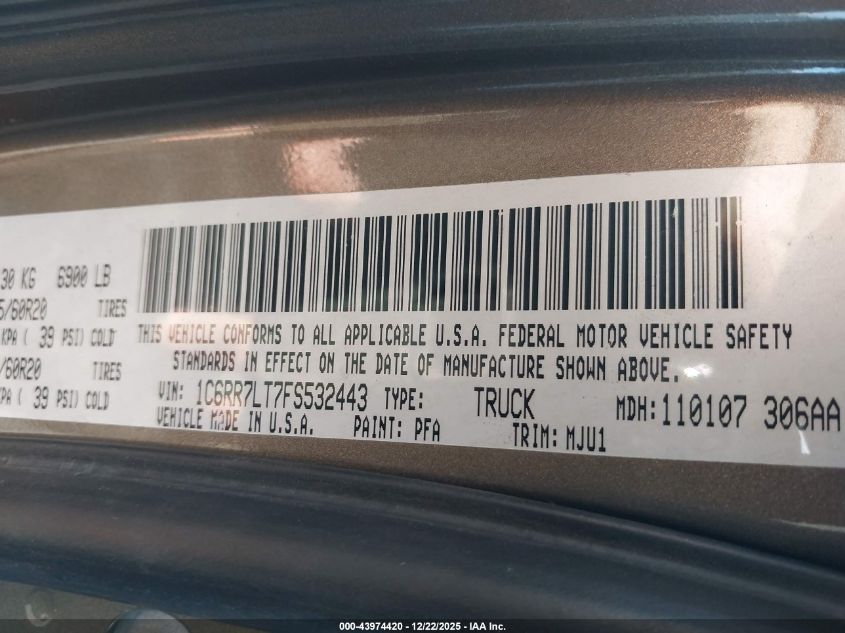 30 KG 6900 LB
5/60R20 TIRES
KPA ( 39 PSI) COLD
/60R20
KPA ( 39 PSI) COLD
THIS VEHICLE CONFORMS TO ALL APPLICABLE U.S.A. FEDERAL MOTOR VEHICLE SAFETY
STANDARDS IN EFFECT ON THE DATE OF MANUFACTURE SHOWN ABOVE.
VIN: 1C6RR7LT7FS532443 TYPE: TRUCK MDH:110107 306AA
VEHICLE MADE IN U.S.A. PAINT: PFA TRIM: MJU1
000-43974420 - 12/22/2025 - IAA Inc.